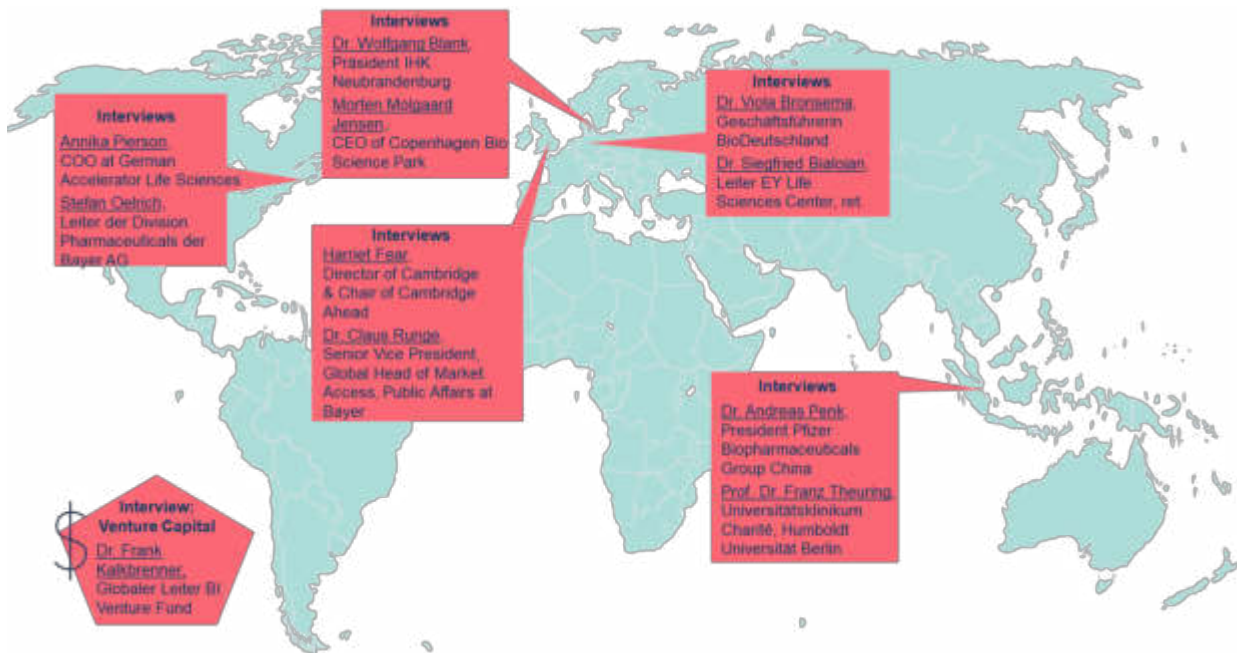 Interviews
Annika Pierson,
COO at German
Accelerator Life Sciences
Stefan Oelrich,
Leiter der Division
Pharmaceuticals der
Bayer AG
Interviews
Dr. Wolfgang Blank,
Präsident IHK
Neubrandenburg
Morten Mølgaard
Jensen,
CEO of Copenhagen Bio
Science Park
Interviews
Dr. Viola Bronsema,
Geschäftsführerin
BioDeutschland
Dr. Siegfried Bialojan,
Leiter EY Life
Sciences Center, ret.
Interviews
Harriet Fear,
Director of Cambridge
& Chair of Cambridge
Ahead
Dr. Claus Runge,
Senior Vice President,
Global Head of Market
Access, Public Affairs at
Bayer
Interviews
Dr. Andreas Penk,
President Pfizer
Biopharmaceuticals
Group China
Prof. Dr. Franz Theuring,
Universitätsklinikum
Charité, Humboldt
Universität Berlin
$
Interview:
Venture Capital
Dr. Frank
Kalkbrenner,
Globaler Leiter BI
Venture Fund